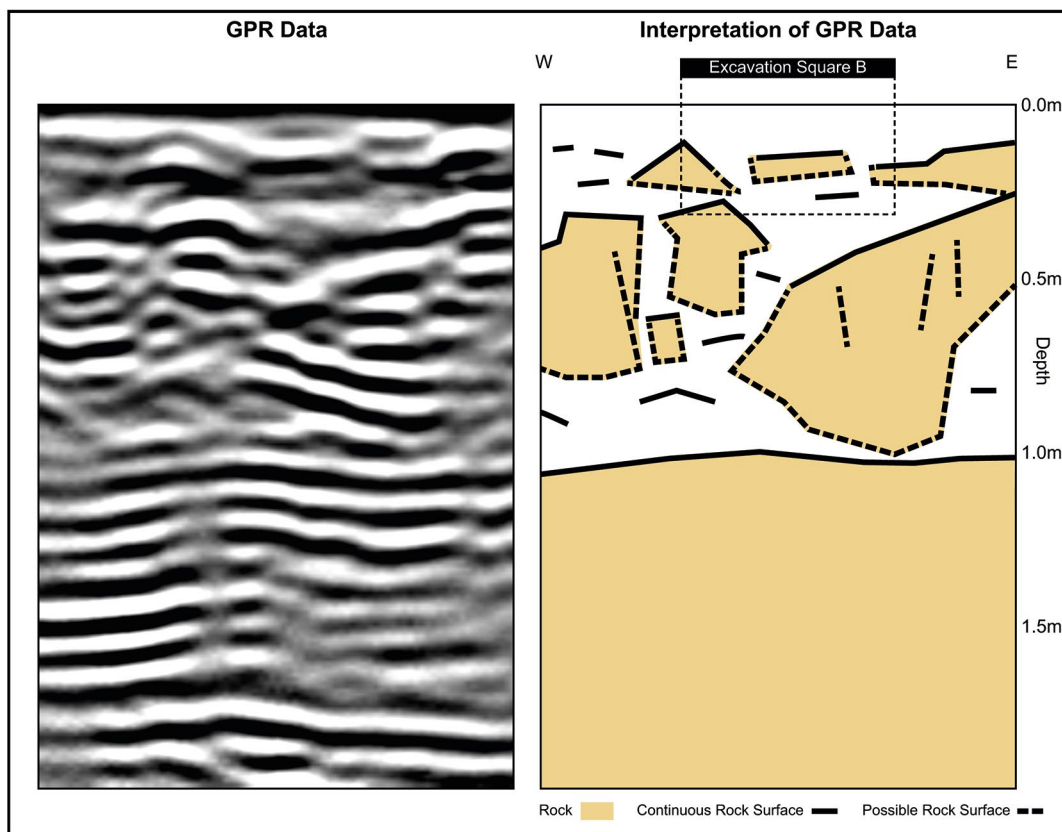 GPR Data
Interpretation of GPR Data
W
Excavation Square B
E
0.0m
0.5m
Depth
1.0m
1.5m
Rock
Continuous Rock Surface
Possible Rock Surface